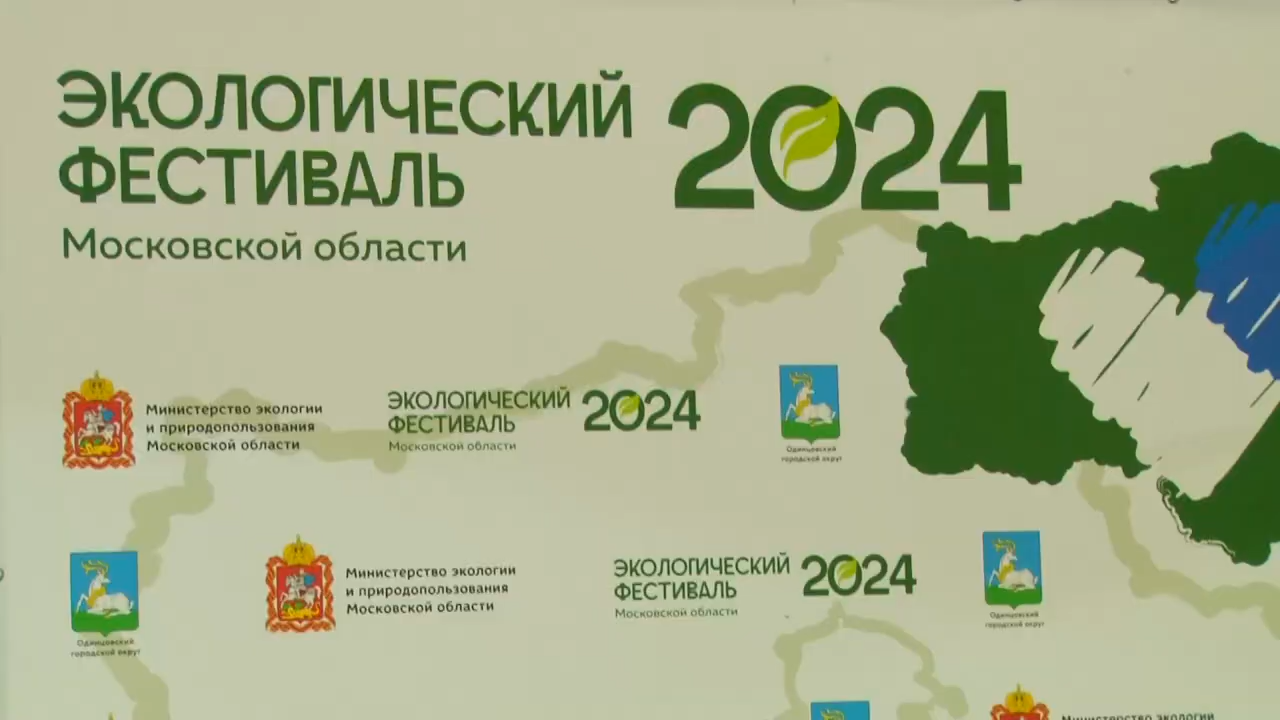 ЭКОЛОГИЧЕСКИЙ 2024
ФЕСТИВАЛЬ
Московской области
Министерство экологии
и природопользования
Московской области
ЭКОЛОГИЧЕСКИЙ 2024
ФЕСТИВАЛЬ
Московской области
Одинцовский
городской округ
Одинцовский
городской округ
Министерство экологии
и природопользования
Московской области
ЭКОЛОГИЧЕСКИЙ 2024
ФЕСТИВАЛЬ
Московской области
Одинцовский
городской округ
Министерство экологии